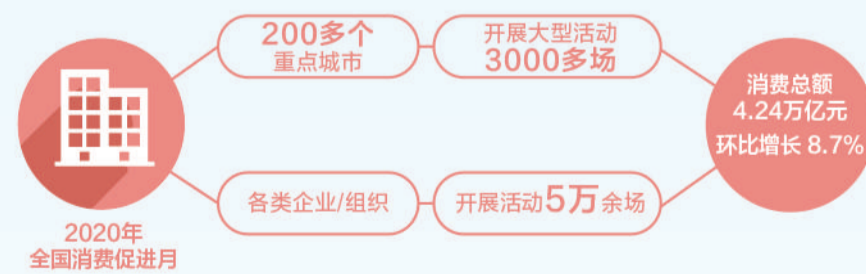 200多个
重点城市
开展大型活动
3000多场
各类企业/组织
开展活动5万余场
消费总额
4.24万亿元
环比增长 8.7%
2020年
全国消费促进月